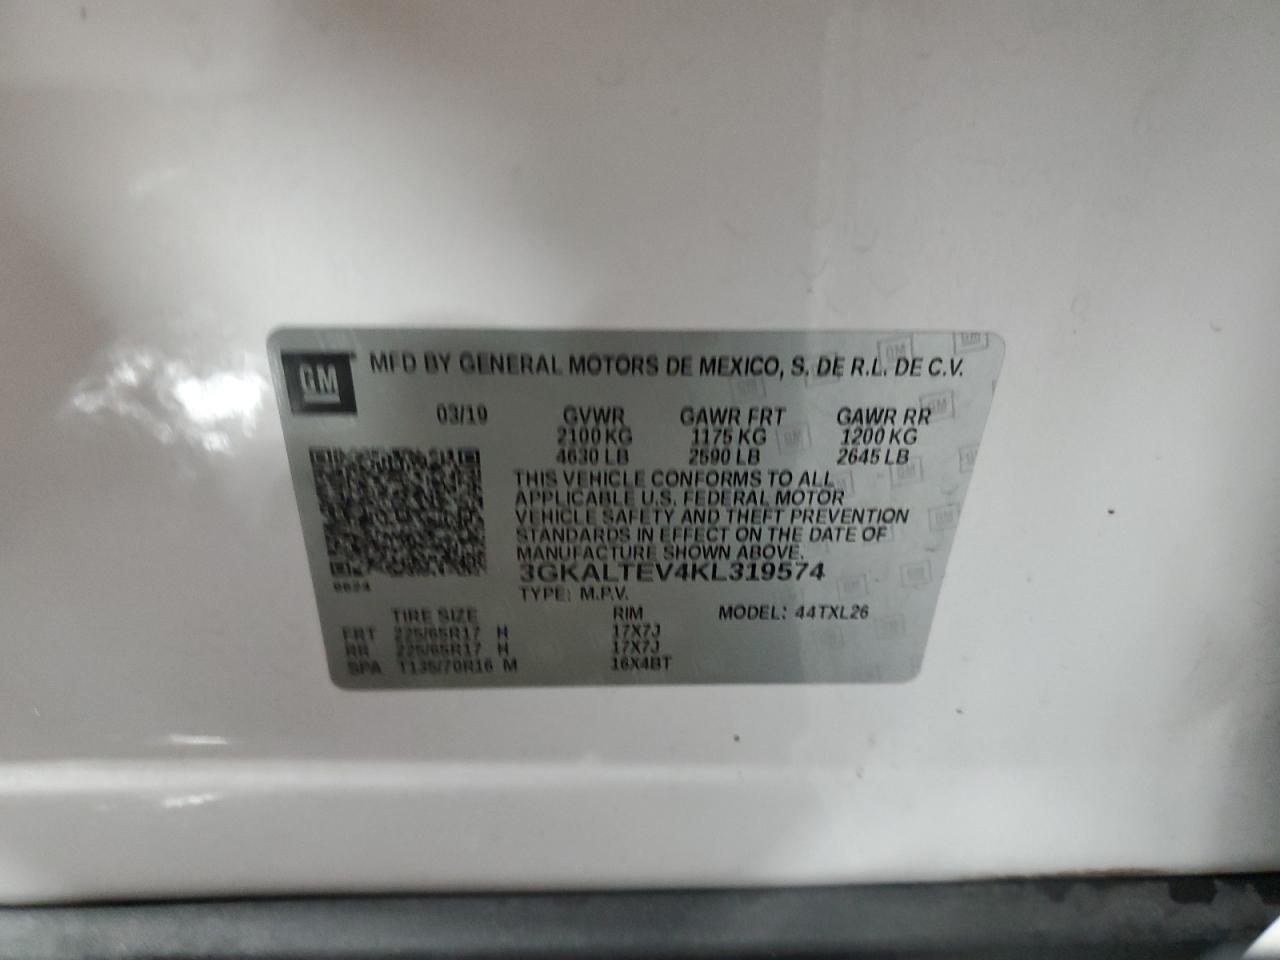 GM
MFD BY GENERAL MOTORS DE MEXICO, S. DE R.L. DE C.V.
03/19 GVWR GAWR FRT GAWR RR
2100 KG 1175 KG 1200 KG
4630 LB 2590 LB 2645 LB
THIS VEHICLE CONFORMS TO ALL
APPLICABLE U.S. FEDERAL MOTOR
VEHICLE SAFETY AND THEFT PREVENTION
STANDARDS IN EFFECT ON THE DATE OF
MANUFACTURE SHOWN ABOVE.
3GKALTEV4KL319574
TYPE: M.P.V.
TIRE SIZE RIM MODEL: 44TXL26
FRT 225/65R17 H 17X7J
RR 225/65R17 H 17X7J
SPA T135/70R16 M 16X4BT